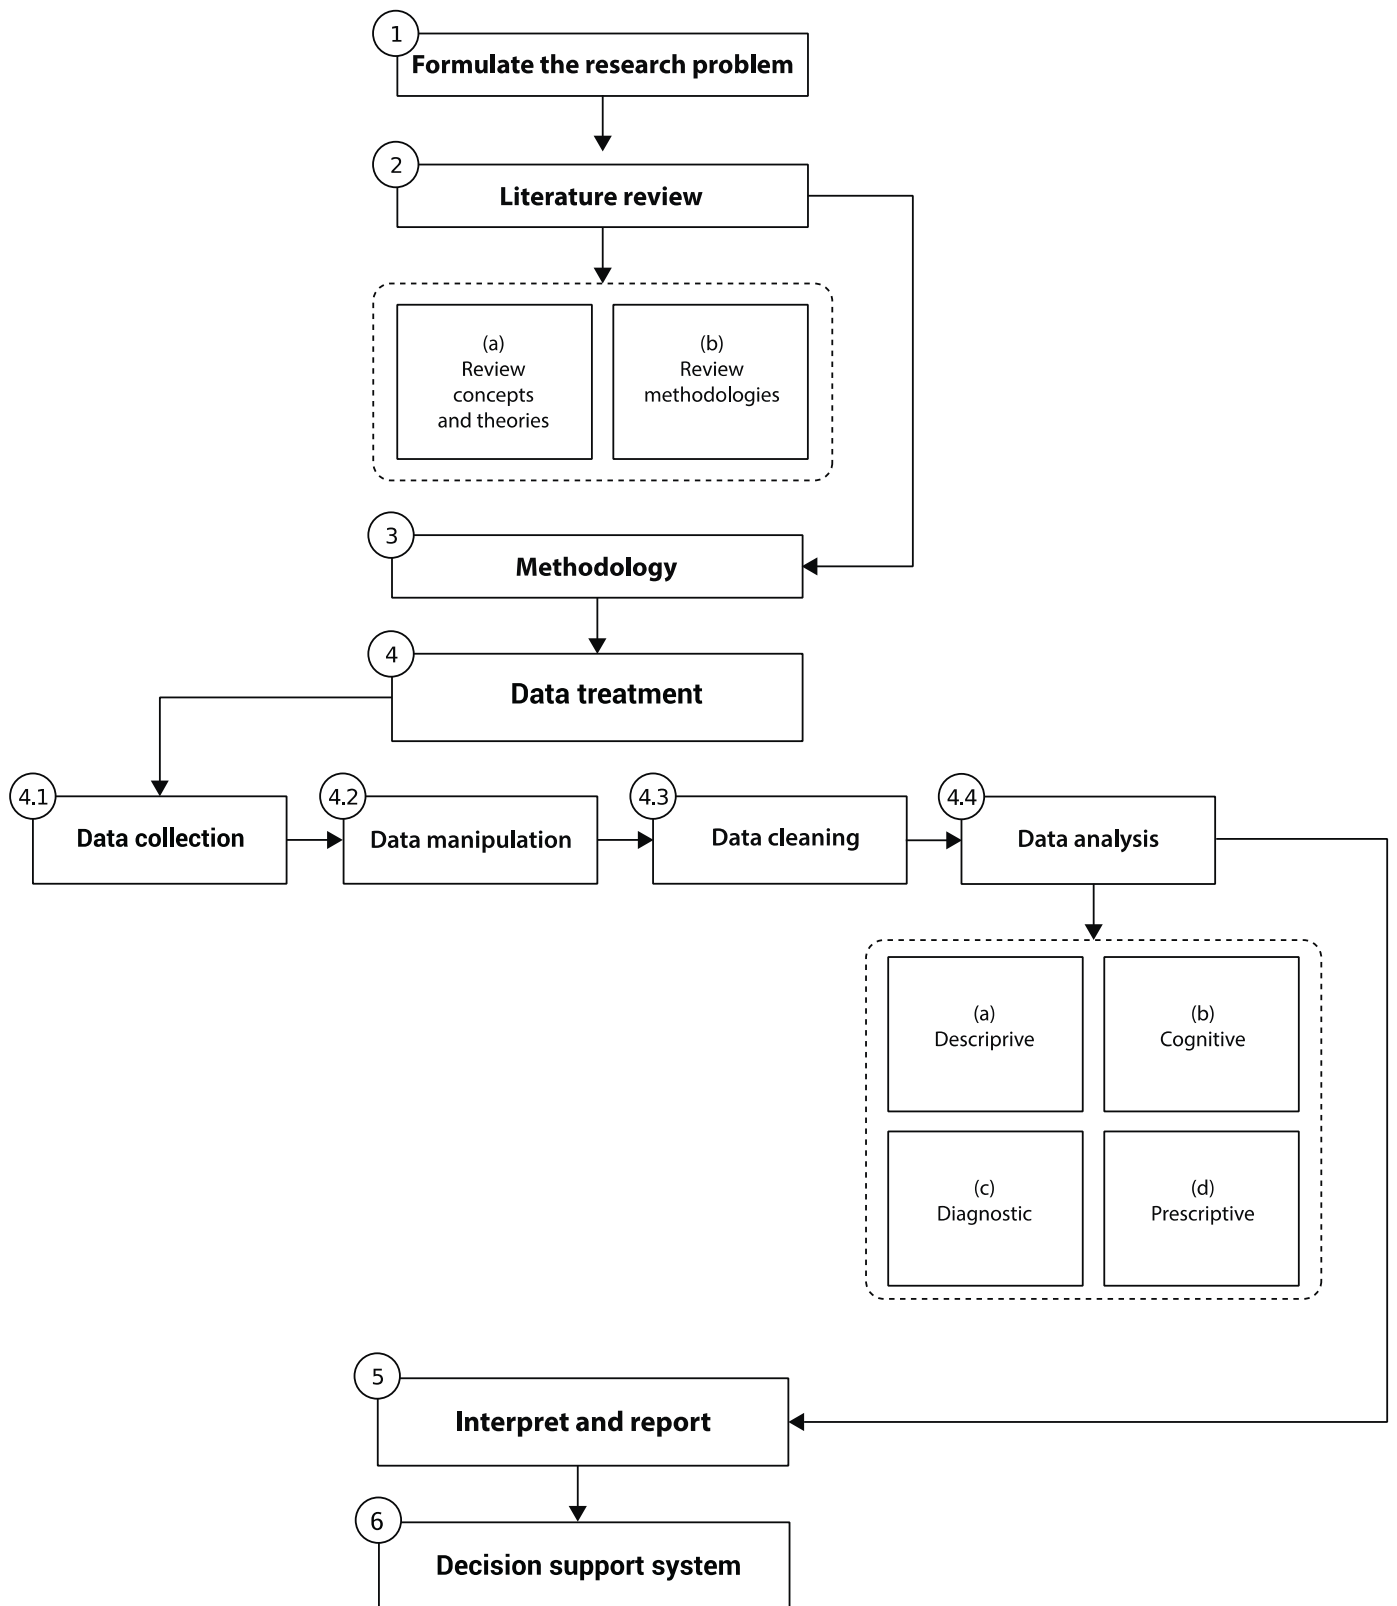 1
Formulate the research problem
2
Literature review
(a)
Review
concepts
and theories
(b)
Review
methodologies
3
Methodology
4
Data treatment
4.1
Data collection
4.2
Data manipulation
4.3
Data cleaning
4.4
Data analysis
(a)
Descriprive
(b)
Cognitive
(c)
Diagnostic
(d)
Prescriptive
5
Interpret and report
6
Decision support system